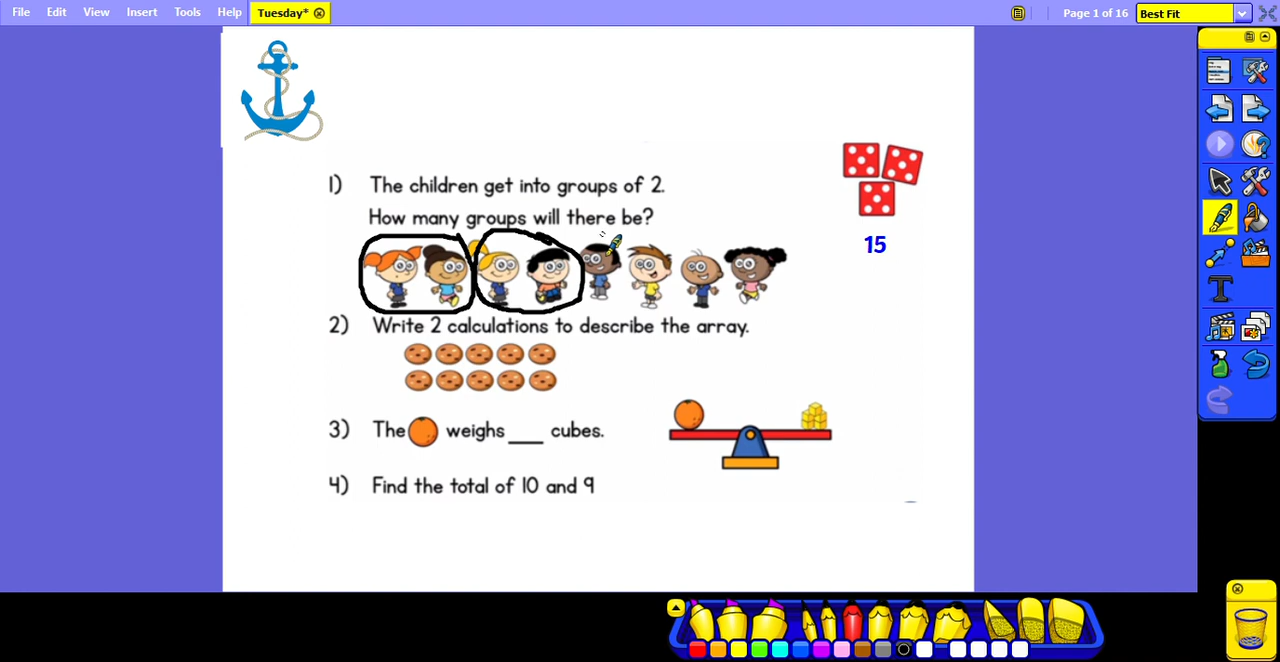 File Edit View Insert Tools Help Tuesday* Page 1 of 16 Best Fit
1) The children get into groups of 2.
How many groups will there be?
15
2) Write 2 calculations to describe the array.
3) The weighs ___ cubes.
4) Find the total of 10 and 9